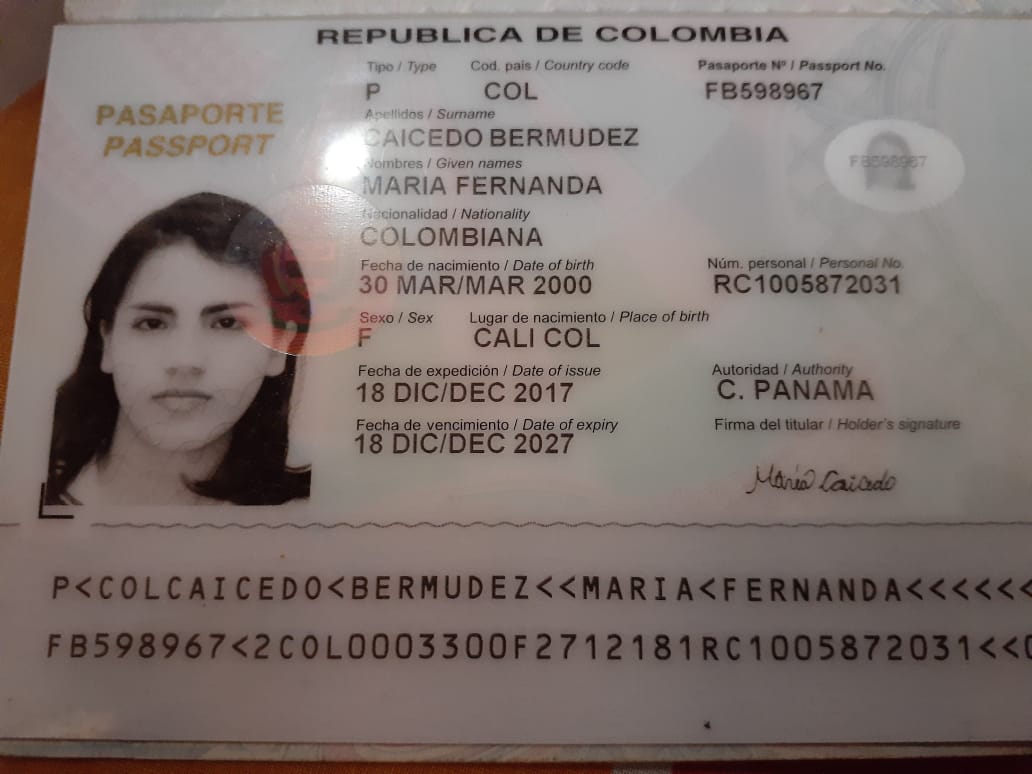 REPUBLICA DE COLOMBIA
PASAPORTE
PASSPORT
Tipo / Type Cod. pais / Country code Pasaporte Nº / Passport No.
P COL FB598967
Apellidos / Surname
CAICEDO BERMUDEZ
Nombres / Given names
MARIA FERNANDA
FB598967
Nacionalidad / Nationality
COLOMBIANA
Fecha de nacimiento / Date of birth Núm. personal / Personal No.
30 MAR/MAR 2000 RC1005872031
Sexo / Sex Lugar de nacimiento / Place of birth
F CALI COL
Fecha de expedición / Date of issue Autoridad / Authority
18 DIC/DEC 2017 C. PANAMA
Fecha de vencimiento / Date of expiry Firma del titular / Holder's signature
18 DIC/DEC 2027
María Caicedo
P<COLCAICEDO<BERMUDEZ<<MARIA<FERNANDA<<<<<<
FB598967<2COL0003300F2712181RC1005872031<<